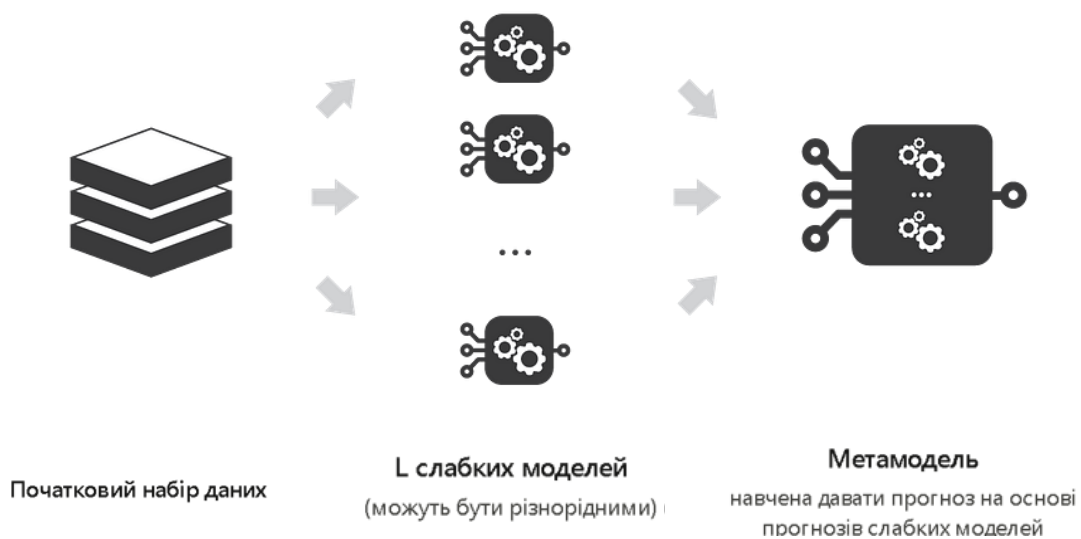 ...
Початковий набір даних
L слабких моделей
(можуть бути різнорідними)
Метамодель
навчена давати прогноз на основі
прогнозів слабких моделей